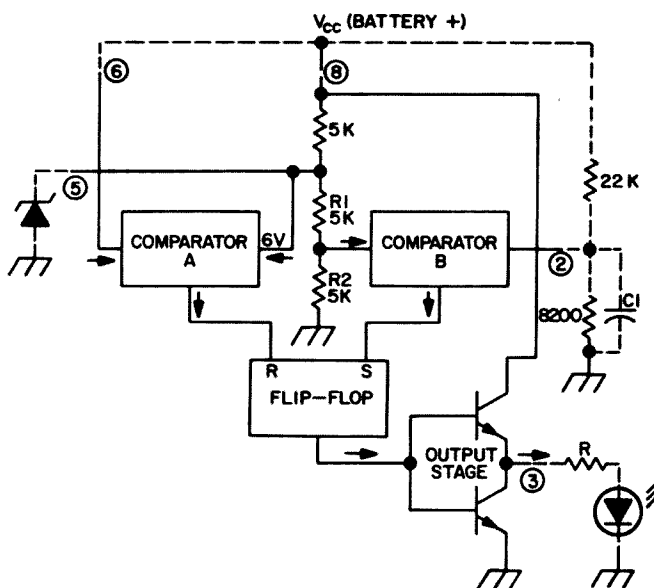 VCC (BATTERY +)
⑥
⑧
5K
⑤
22K
R1
5K
COMPARATOR
A
6V
COMPARATOR
B
②
R2
5K
8200
C1
R
S
FLIP-FLOP
OUTPUT
STAGE
③
R